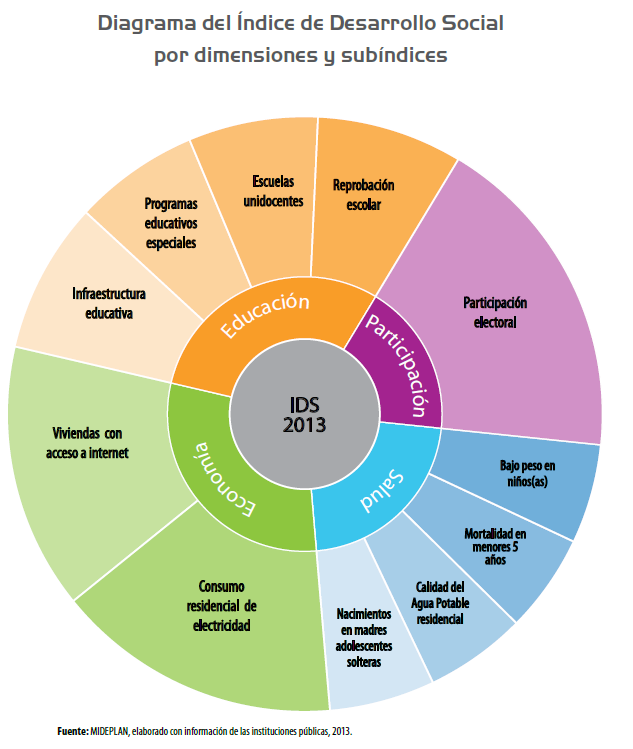 Diagrama del Índice de Desarrollo Social
por dimensiones y subíndices
Escuelas
unidocentes
Reprobación
escolar
Programas
educativos
especiales
Infraestructura
educativa
Participación
electoral
Educación
Participación
IDS
2013
Economía
Salud
Viviendas con
acceso a internet
Bajo peso en
niños(as)
Mortalidad en
menores 5
años
Calidad del
Agua Potable
residencial
Nacimientos
en madres
adolescentes
solteras
Consumo
residencial de
electricidad
Fuente: MIDEPLAN, elaborado con información de las instituciones públicas, 2013.